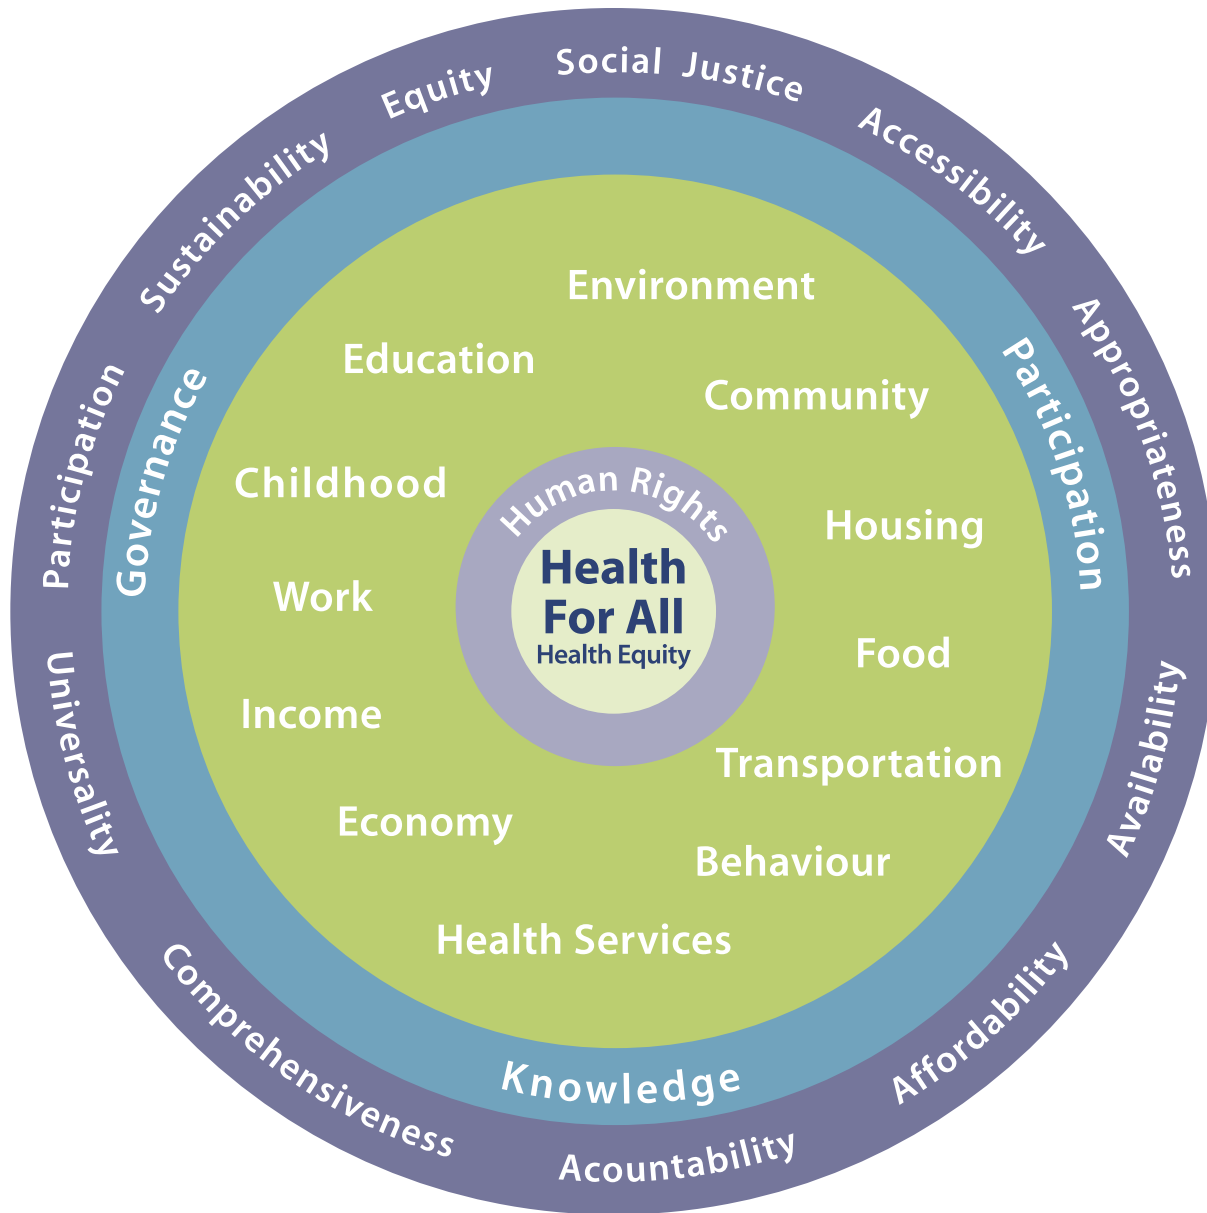 Social Justice
Accessibility
Appropriateness
Availability
Affordability
Acountability
Comprehensiveness
Universality
Participation
Sustainability
Equity
Governance
Participation
Knowledge
Environment
Education
Community
Childhood
Housing
Work
Food
Income
Transportation
Economy
Behaviour
Health Services
Human Rights
Health
For All
Health Equity